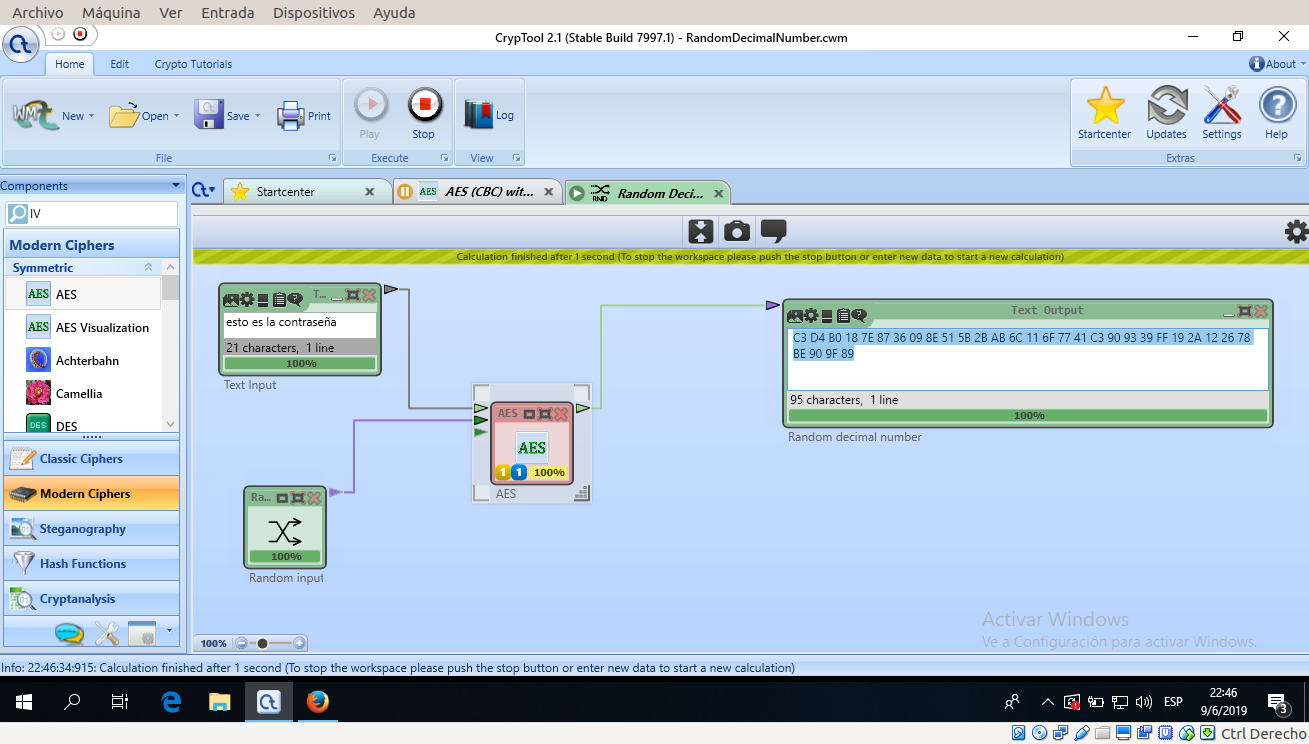 Archivo Máquina Ver Entrada Dispositivos Ayuda
CrypTool 2.1 (Stable Build 7997.1) - RandomDecimalNumber.cwm
Home Edit Crypto Tutorials About
New Open Save Print Play Stop Log Startcenter Updates Settings Help
File Execute View Extras
Components
Startcenter AES AES (CBC) wit... RND Random Deci...
IV
Modern Ciphers
Calculation finished after 1 second (To stop the workspace please push the stop button or enter new data to start a new calculation)
Symmetric
AES AES
AES AES Visualization
Achterbahn
Camellia
DES DES
T...
esto es la contraseña
21 characters, 1 line
100%
Text Input
Text Output
C3 D4 B0 18 7E 87 36 09 8E 51 5B 2B AB 6C 11 6F 77 41 C3 90 93 39 FF 19 2A 12 26 78
BE 90 9F 89
95 characters, 1 line
100%
Random decimal number
AES
AES
1 1 100%
AES
Ra...
100%
Random input
Classic Ciphers
Modern Ciphers
Steganography
Hash Functions
Cryptanalysis
100%
Activar Windows
Ve a Configuración para activar Windows.
Info: 22:46:34:915: Calculation finished after 1 second (To stop the workspace please push the stop button or enter new data to start a new calculation)
ESP
22:46
9/6/2019
3
Ctrl Derecho